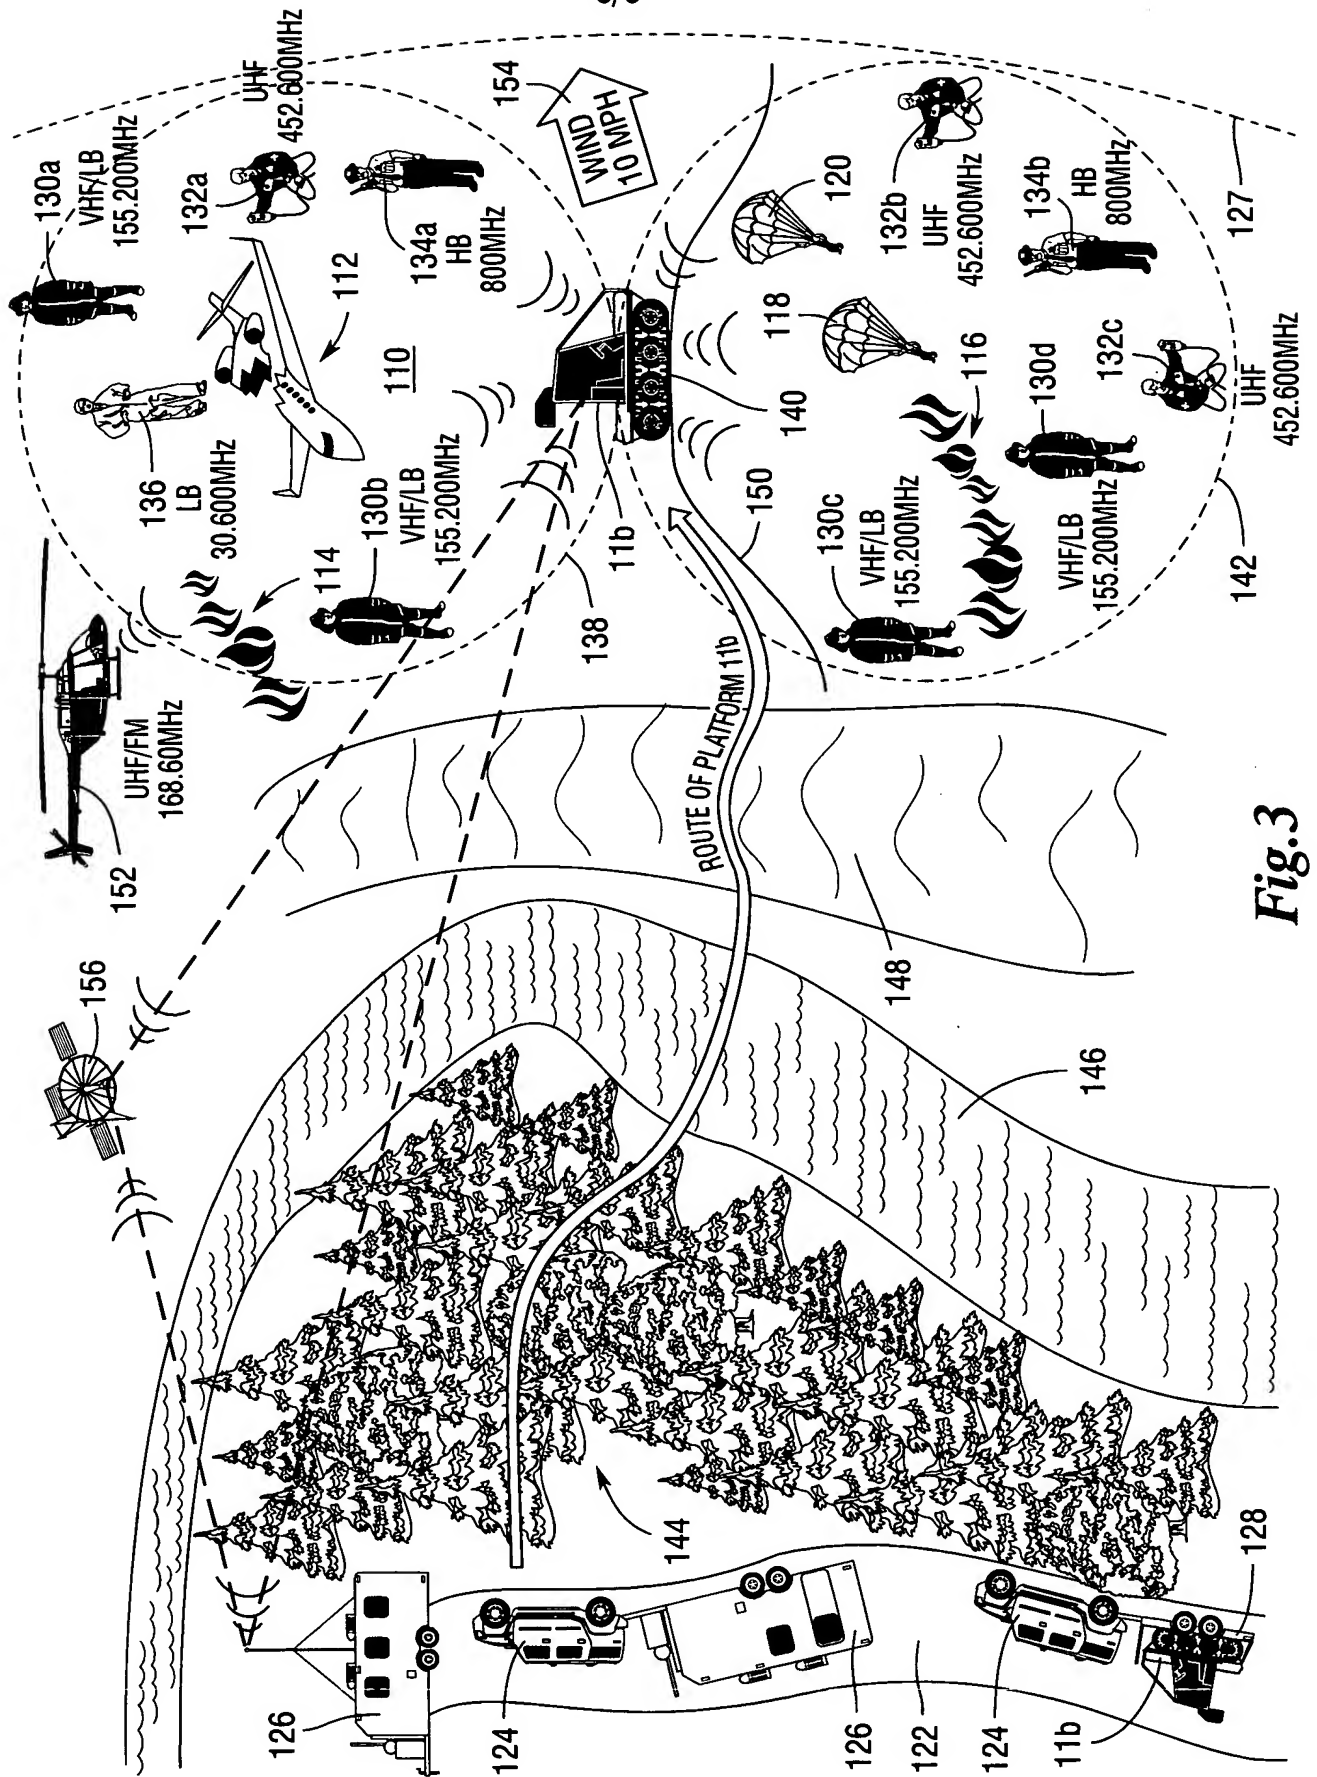 130a
VHF/LB
155.200MHz
UHF
452.600MHz
132a
134a
HB
800MHz
112
110
136
LB
30.600MHz
114
130b
VHF/LB
155.200MHz
138
11b
152
UHF/FM
168.60MHz
156
154
WIND
10 MPH
120
118
116
140
150
132b
UHF
452.600MHz
134b
HB
800MHz
127
132c
UHF
452.600MHz
130d
VHF/LB
155.200MHz
130c
VHF/LB
155.200MHz
142
ROUTE OF PLATFORM 11b
148
146
144
126
124
126
122
124
11b
128
Fig.3